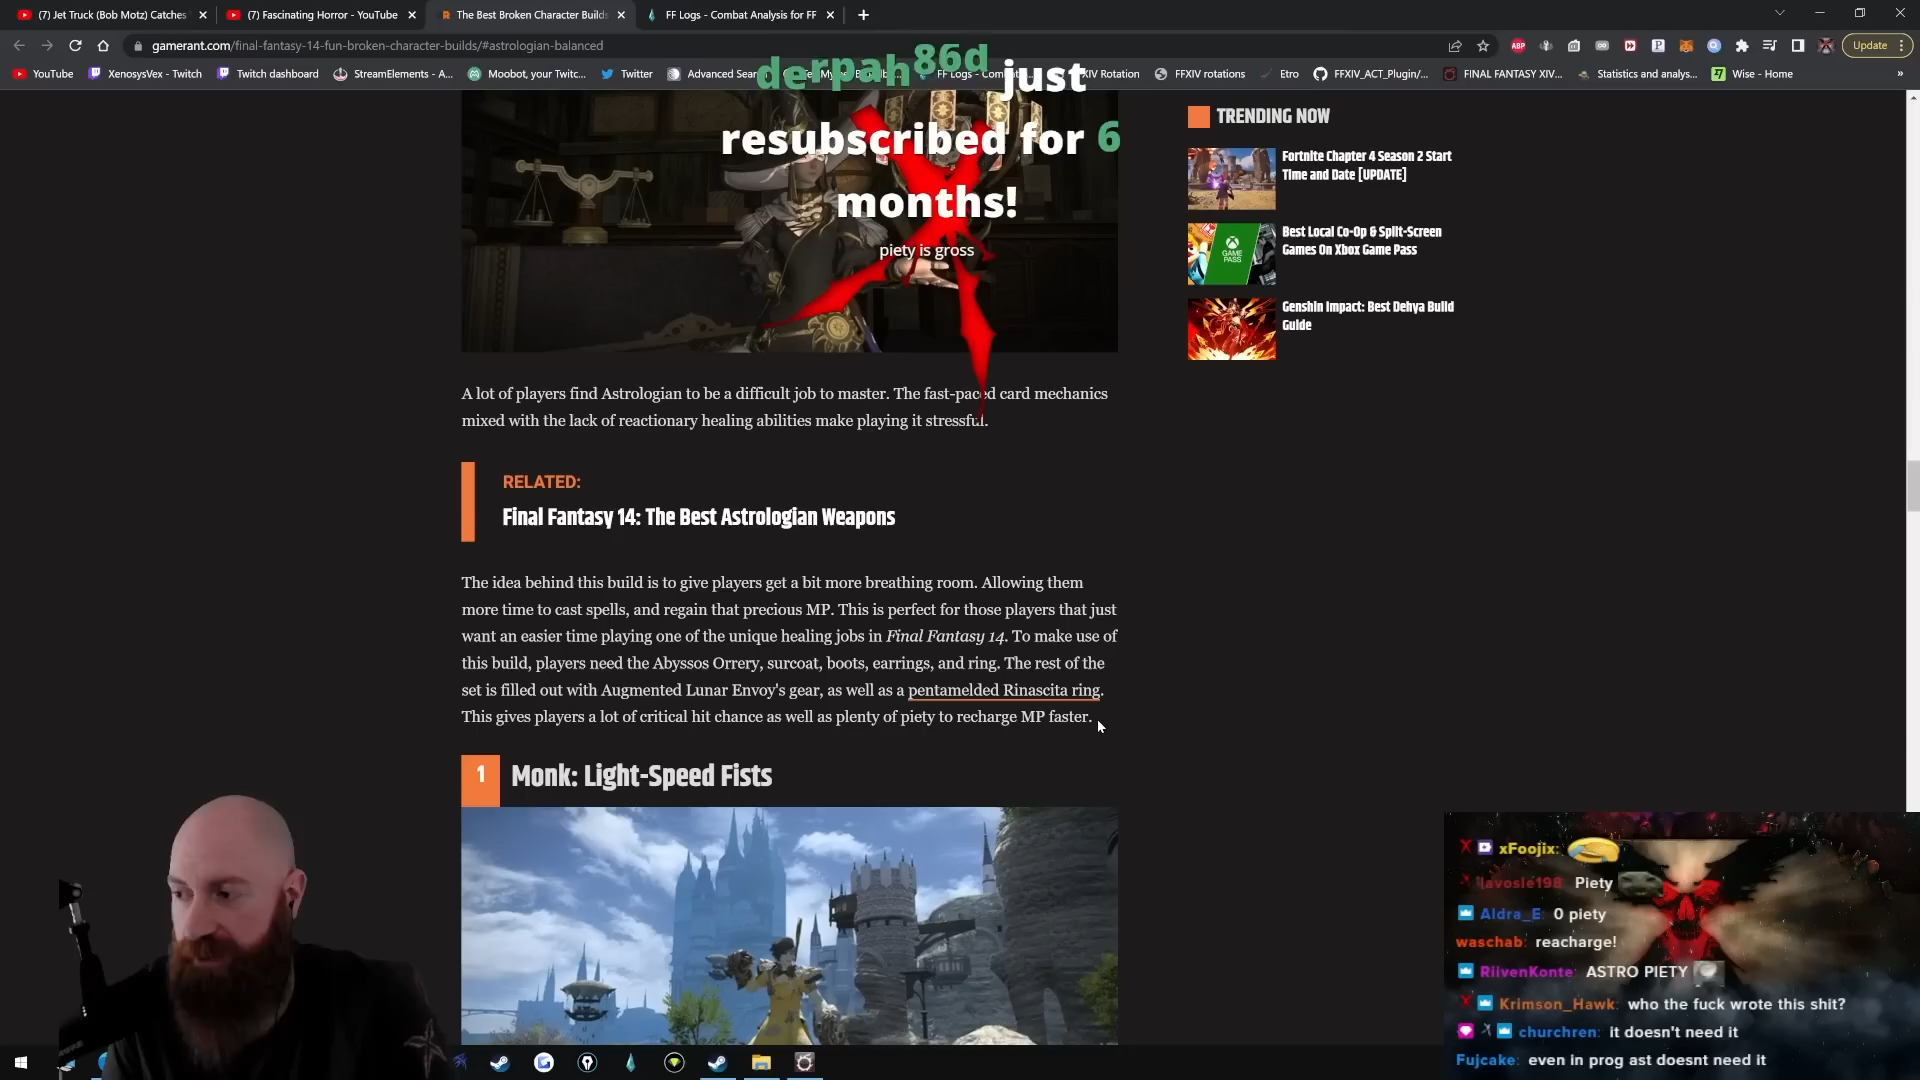 (7) Jet Truck (Bob Motz) Catches
(7) Fascinating Horror - YouTube
The Best Broken Character Builds
FF Logs - Combat Analysis for FF
gamerant.com/final-fantasy-14-fun-broken-character-builds/#astrologian-balanced
Update
YouTube
XenosysVex - Twitch
Twitch dashboard
StreamElements - A...
Moobot, your Twitc...
Twitter
Advanced Sear
FF Logs - Com
XIV Rotation
FFXIV rotations
Etro
FFXIV_ACT_Plugin/...
FINAL FANTASY XIV...
Statistics and analys...
Wise - Home
derpah86d just
resubscribed for 6
months!
piety is gross
TRENDING NOW
Fortnite Chapter 4 Season 2 Start
Time and Date [UPDATE]
Best Local Co-Op & Split-Screen
Games On Xbox Game Pass
XBOX
GAME
PASS
Genshin Impact: Best Dehya Build
Guide
A lot of players find Astrologian to be a difficult job to master. The fast-paced card mechanics
mixed with the lack of reactionary healing abilities make playing it stressful.
RELATED:
Final Fantasy 14: The Best Astrologian Weapons
The idea behind this build is to give players get a bit more breathing room. Allowing them
more time to cast spells, and regain that precious MP. This is perfect for those players that just
want an easier time playing one of the unique healing jobs in Final Fantasy 14. To make use of
this build, players need the Abyssos Orrery, surcoat, boots, earrings, and ring. The rest of the
set is filled out with Augmented Lunar Envoy's gear, as well as a pentamelded Rinascita ring.
This gives players a lot of critical hit chance as well as plenty of piety to recharge MP faster.
1 Monk: Light-Speed Fists
xFoojix:
lavosle198 Piety
Aldra_E: 0 piety
waschab: reacharge!
RiivenKonte: ASTRO PIETY
Krimson_Hawk: who the fuck wrote this shit?
churchren: it doesn't need it
Fujcake: even in prog ast doesnt need it